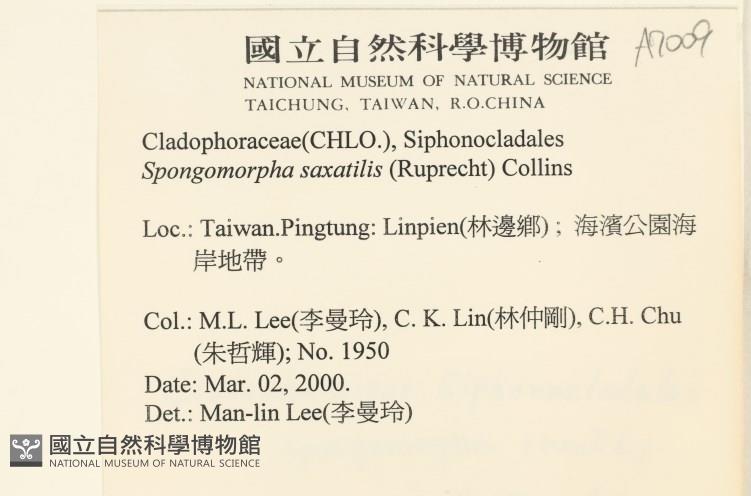 國立自然科學博物館
A7009
NATIONAL MUSEUM OF NATURAL SCIENCE
TAICHUNG, TAIWAN, R.O.CHINA
Cladophoraceae(CHLO.), Siphonocladales
Spongomorpha saxatilis (Ruprecht) Collins
Loc.: Taiwan.Pingtung: Linpien(林邊鄉)； 海濱公園海
岸地帶。
Col.: M.L. Lee(李曼玲), C. K. Lin(林仲剛), C.H. Chu
(朱哲輝); No. 1950
Date: Mar. 02, 2000.
Det.: Man-lin Lee(李曼玲)
國立自然科學博物館
NATIONAL MUSEUM OF NATURAL SCIENCE